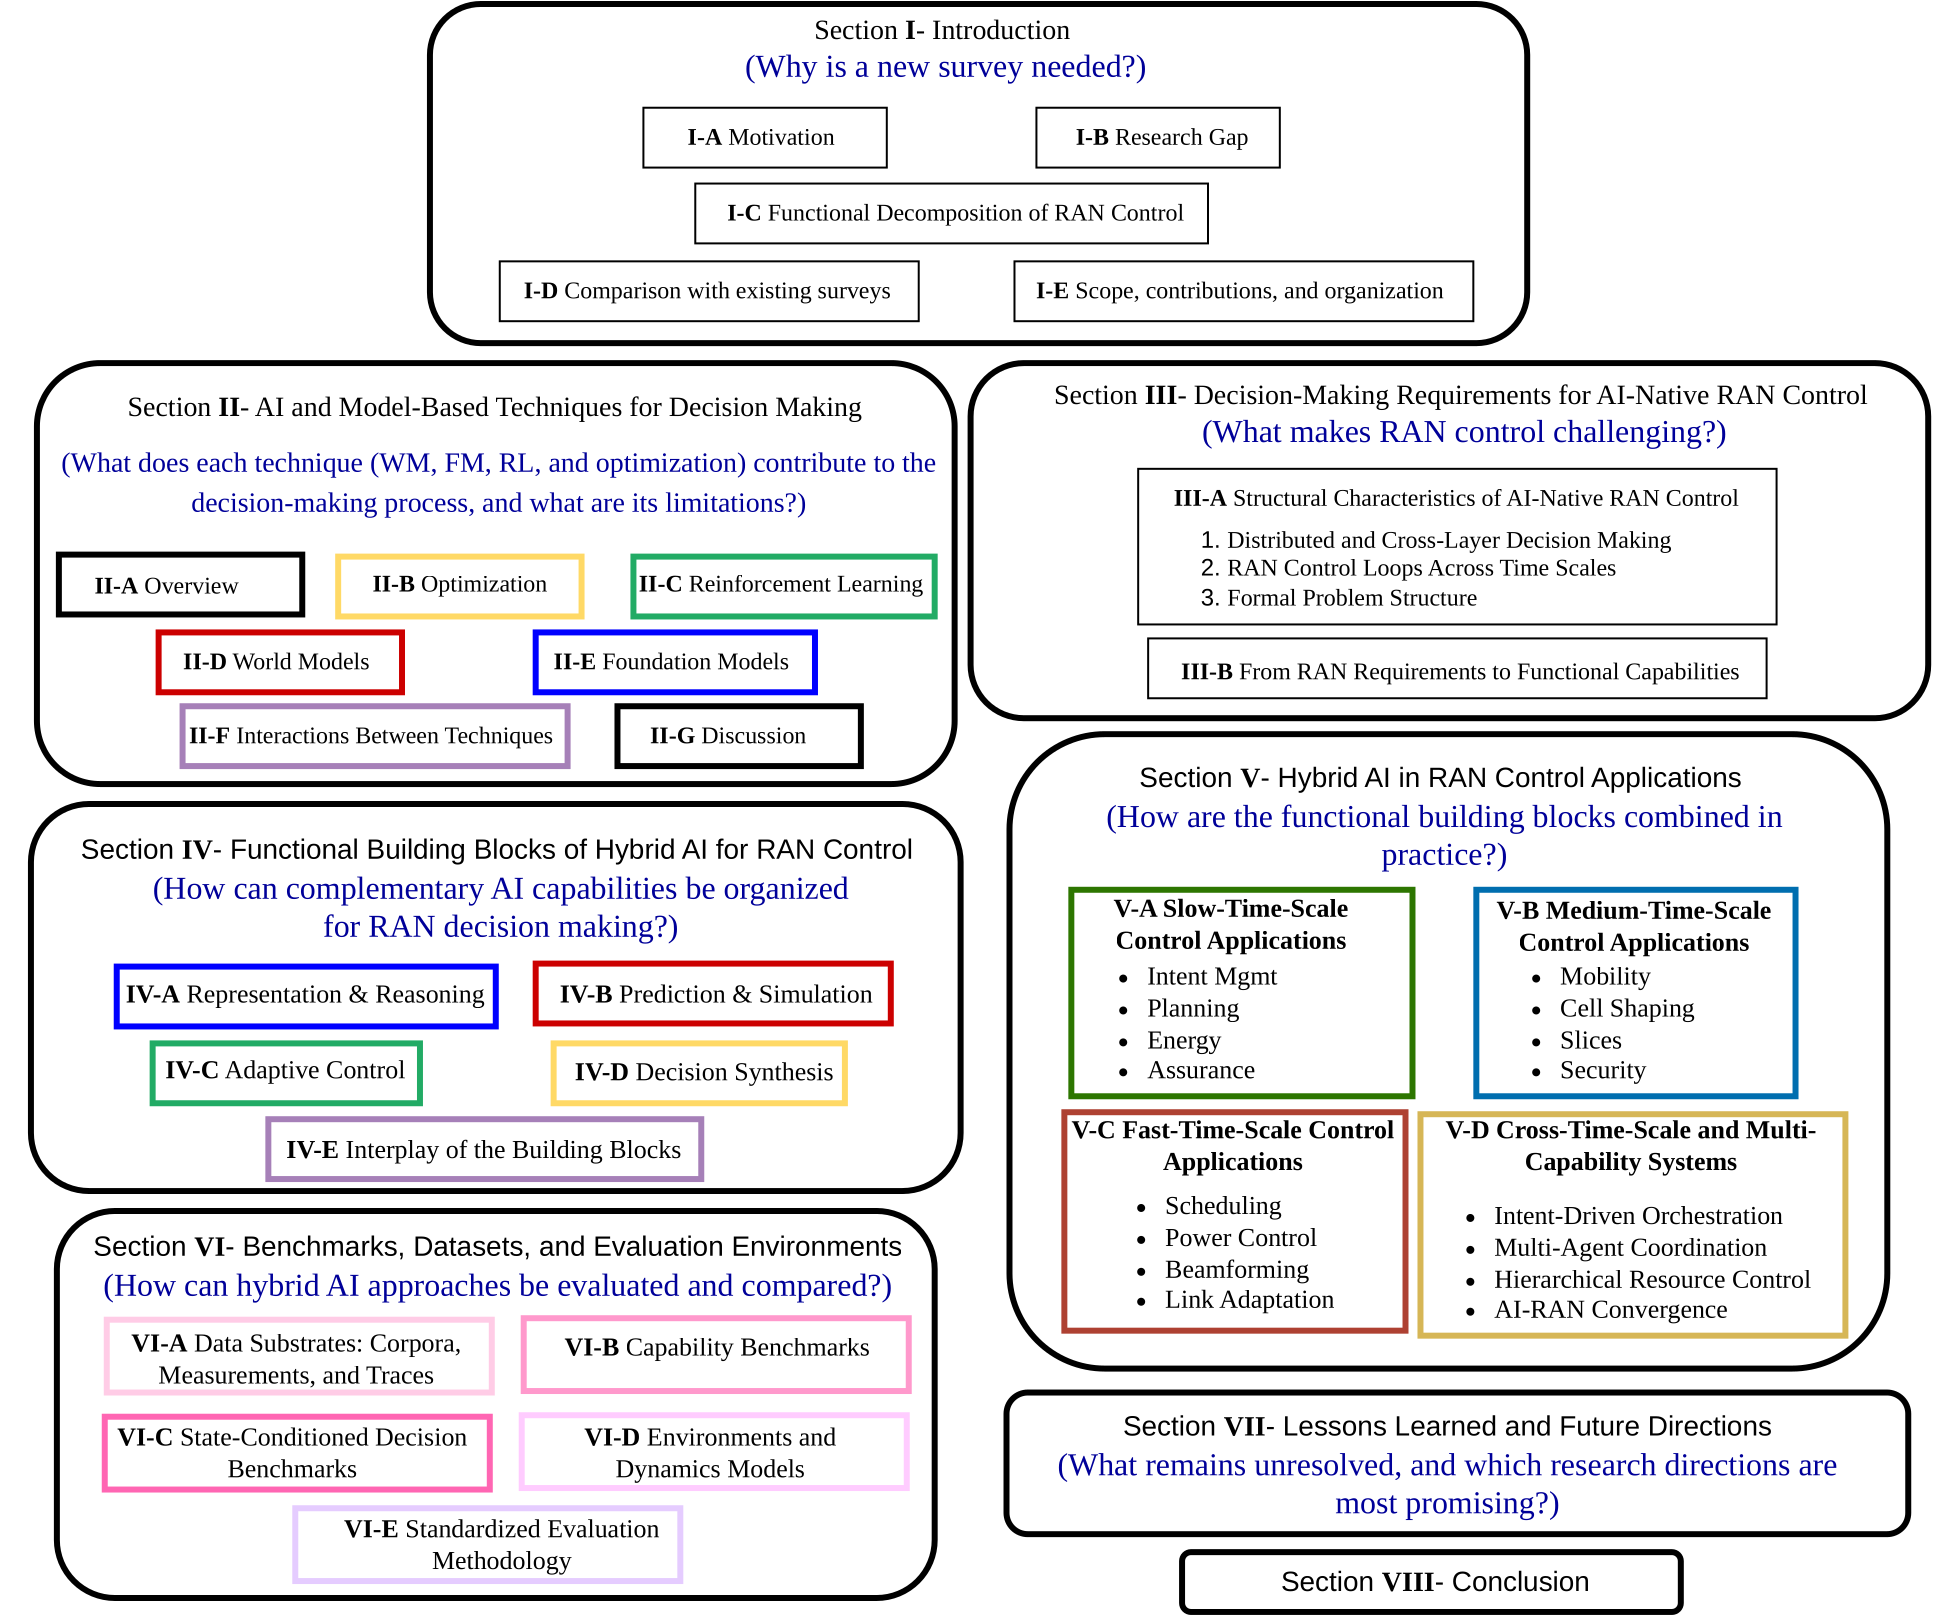 Section I- Introduction
(Why is a new survey needed?)
I-A Motivation
I-B Research Gap
I-C Functional Decomposition of RAN Control
I-D Comparison with existing surveys
I-E Scope, contributions, and organization
Section II- AI and Model-Based Techniques for Decision Making
(What does each technique (WM, FM, RL, and optimization) contribute to the
decision-making process, and what are its limitations?)
II-A Overview
II-B Optimization
II-C Reinforcement Learning
II-D World Models
II-E Foundation Models
II-F Interactions Between Techniques
II-G Discussion
Section III- Decision-Making Requirements for AI-Native RAN Control
(What makes RAN control challenging?)
III-A Structural Characteristics of AI-Native RAN Control
1. Distributed and Cross-Layer Decision Making
2. RAN Control Loops Across Time Scales
3. Formal Problem Structure
III-B From RAN Requirements to Functional Capabilities
Section IV- Functional Building Blocks of Hybrid AI for RAN Control
(How can complementary AI capabilities be organized
for RAN decision making?)
IV-A Representation & Reasoning
IV-B Prediction & Simulation
IV-C Adaptive Control
IV-D Decision Synthesis
IV-E Interplay of the Building Blocks
Section V- Hybrid AI in RAN Control Applications
(How are the functional building blocks combined in
practice?)
V-A Slow-Time-Scale
Control Applications
• Intent Mgmt
• Planning
• Energy
• Assurance
V-B Medium-Time-Scale
Control Applications
• Mobility
• Cell Shaping
• Slices
• Security
V-C Fast-Time-Scale Control
Applications
• Scheduling
• Power Control
• Beamforming
• Link Adaptation
V-D Cross-Time-Scale and Multi-
Capability Systems
• Intent-Driven Orchestration
• Multi-Agent Coordination
• Hierarchical Resource Control
• AI-RAN Convergence
Section VI- Benchmarks, Datasets, and Evaluation Environments
(How can hybrid AI approaches be evaluated and compared?)
VI-A Data Substrates: Corpora,
Measurements, and Traces
VI-B Capability Benchmarks
VI-C State-Conditioned Decision
Benchmarks
VI-D Environments and
Dynamics Models
VI-E Standardized Evaluation
Methodology
Section VII- Lessons Learned and Future Directions
(What remains unresolved, and which research directions are
most promising?)
Section VIII- Conclusion